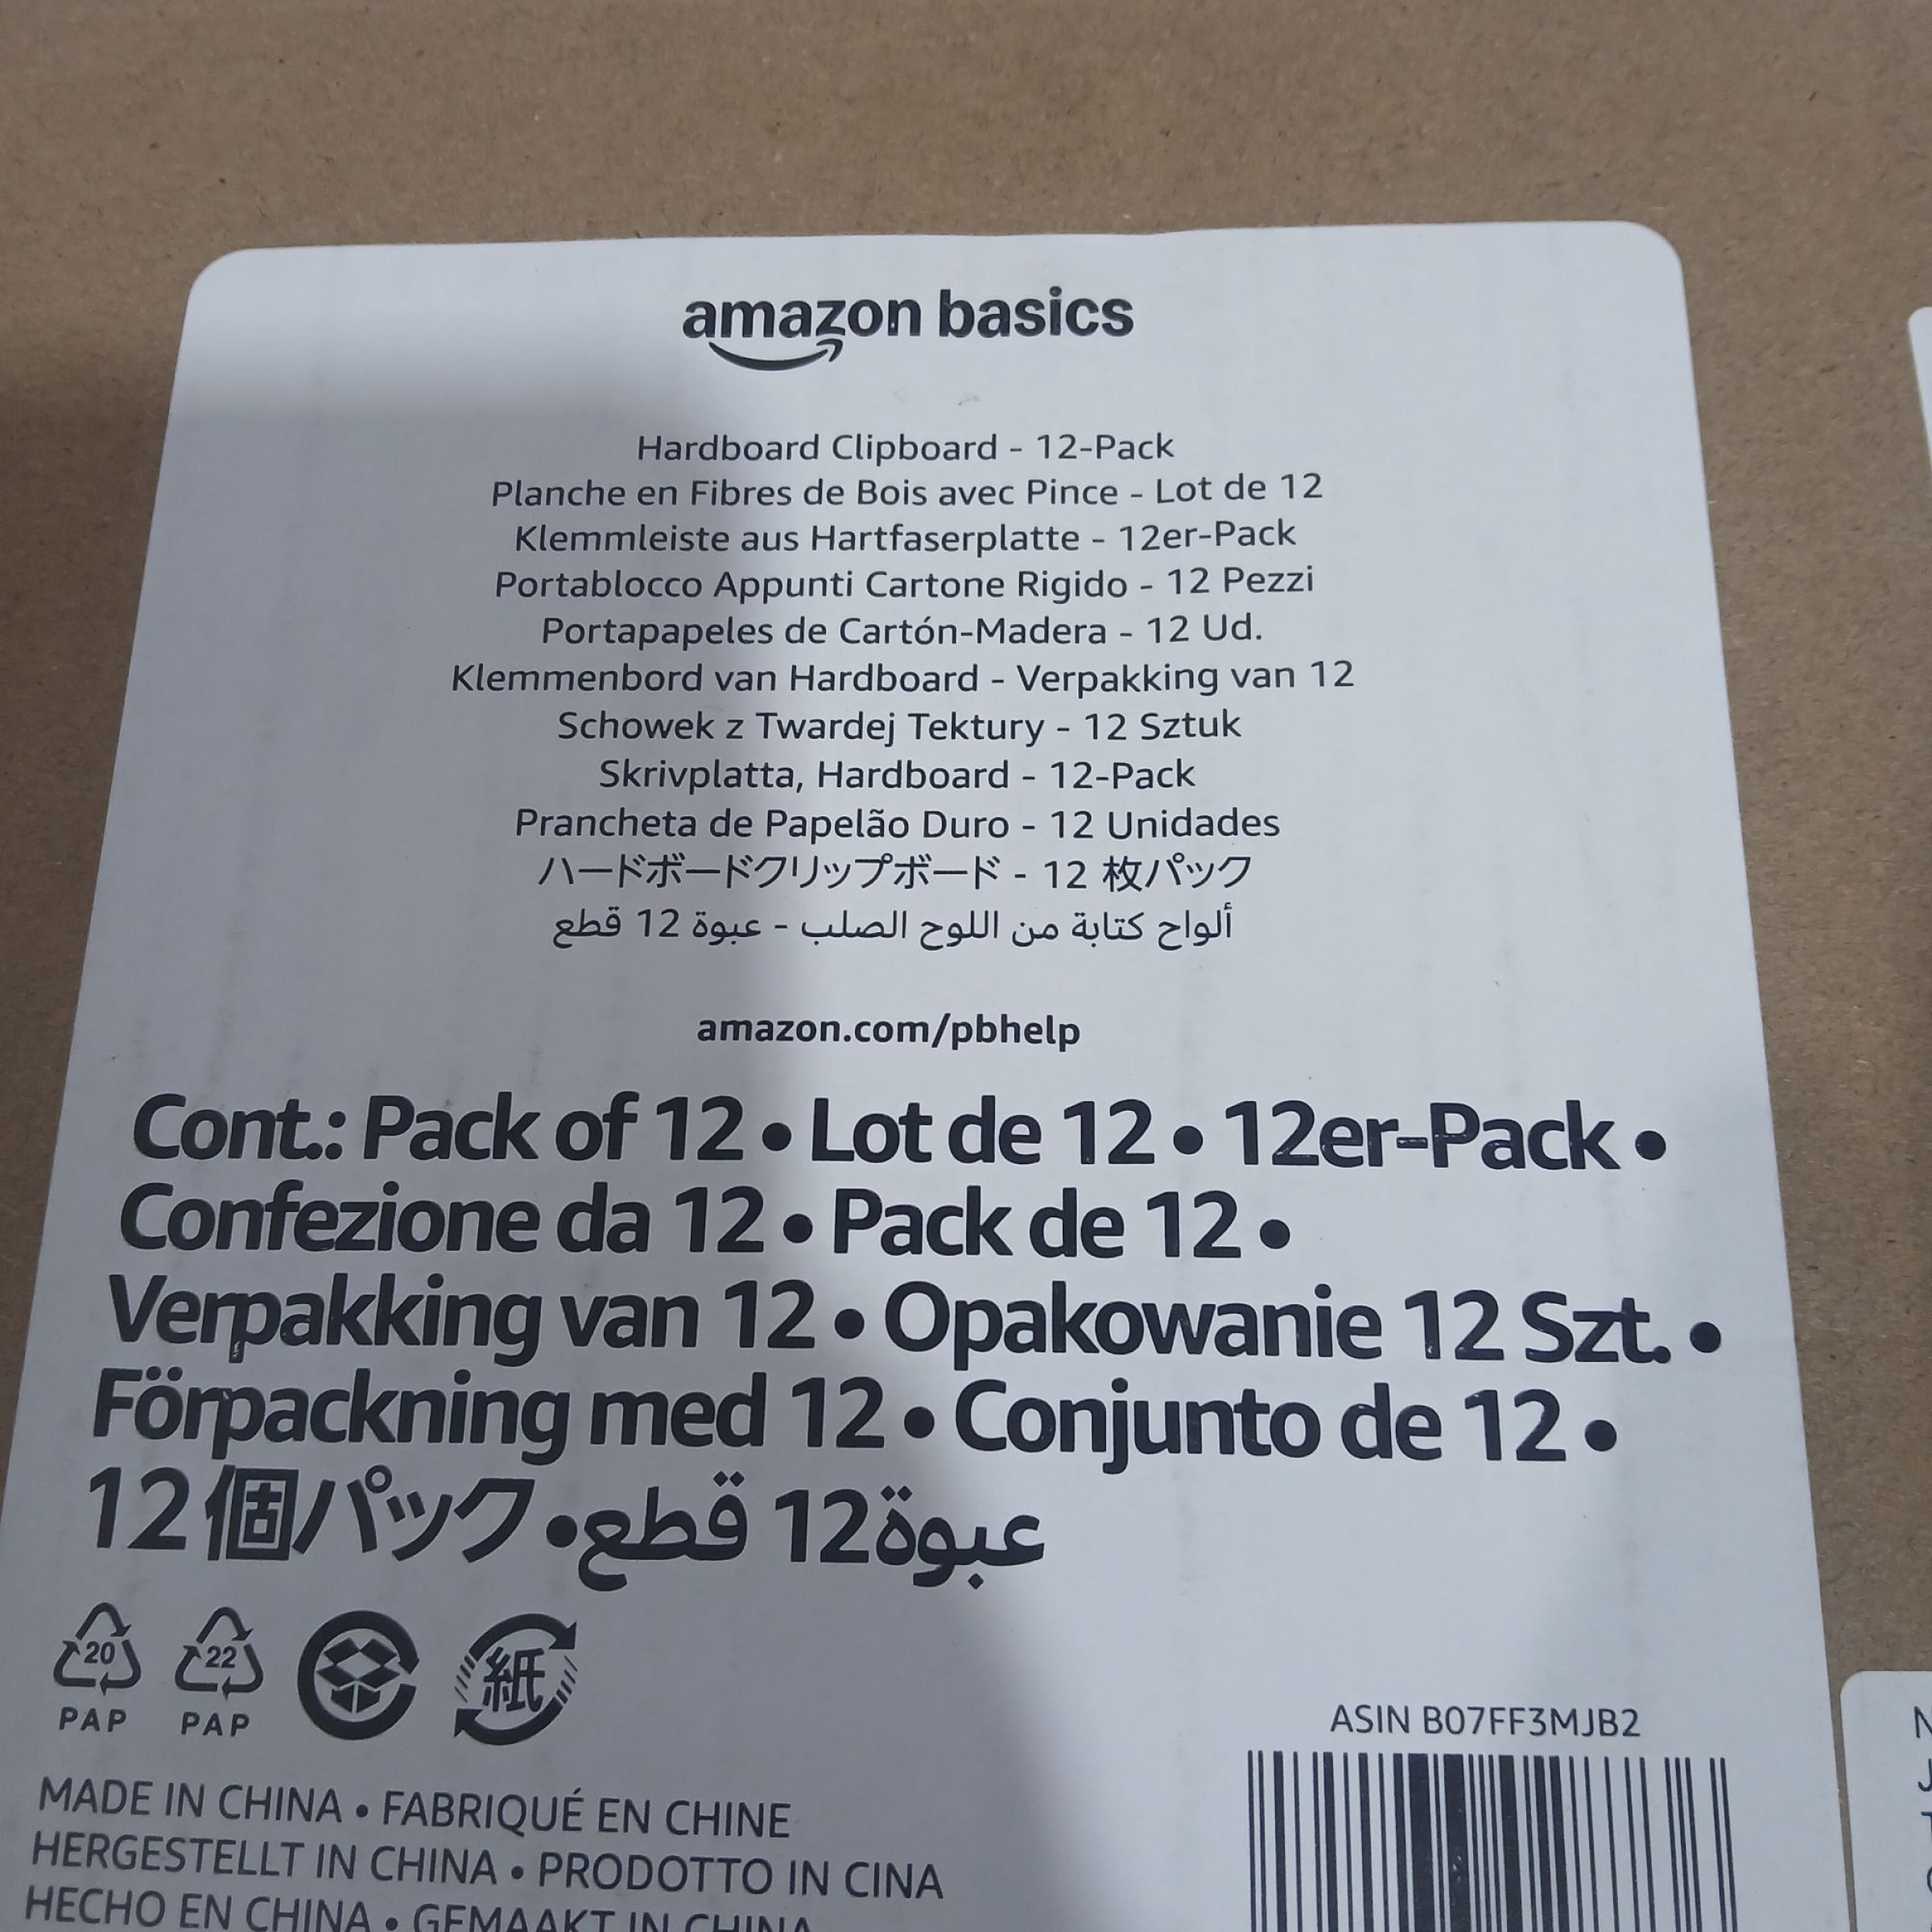 amazon basics
Hardboard Clipboard - 12-Pack
Planche en Fibres de Bois avec Pince - Lot de 12
Klemmleiste aus Hartfaserplatte - 12er-Pack
Portablocco Appunti Cartone Rigido - 12 Pezzi
Portapapeles de Cartón-Madera - 12 Ud.
Klemmenbord van Hardboard - Verpakking van 12
Schowek z Twardej Tektury - 12 Sztuk
Skrivplatta, Hardboard - 12-Pack
Prancheta de Papelão Duro - 12 Unidades
ハードボードクリップボード - 12 枚パック
ألواح كتابة من اللوح الصلب - عبوة 12 قطع
amazon.com/pbhelp
Cont.: Pack of 12 • Lot de 12 • 12er-Pack •
Confezione da 12 • Pack de 12 •
Verpakking van 12 • Opakowanie 12 Szt. •
Förpackning med 12 • Conjunto de 12 •
12個パック•عبوة12 قطع
20 22 紙
PAP PAP
ASIN B07FF3MJB2
MADE IN CHINA • FABRIQUÉ EN CHINE
HERGESTELLT IN CHINA • PRODOTTO IN CINA
HECHO EN CHINA • GEMAAKT IN CHINA